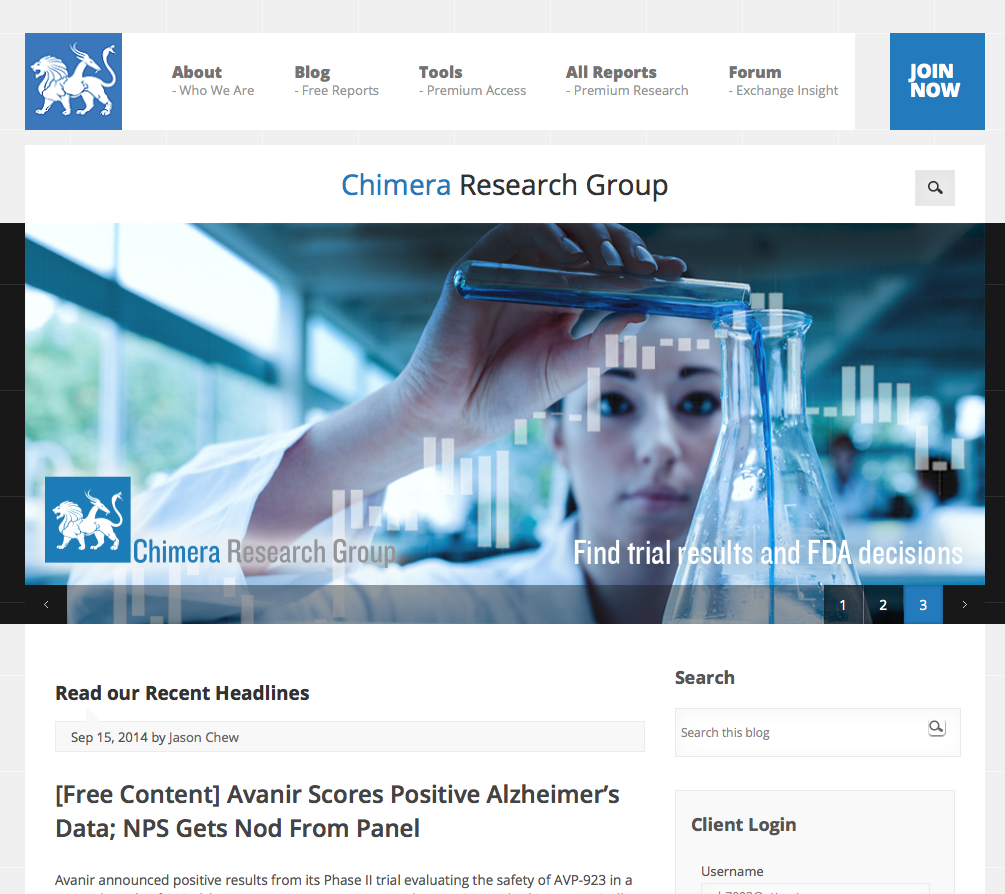 About
- Who We Are
Blog
- Free Reports
Tools
- Premium Access
All Reports
- Premium Research
Forum
- Exchange Insight
JOIN
NOW
Chimera Research Group
Chimera Research Group
Find trial results and FDA decisions
1 2 3
Read our Recent Headlines
Sep 15, 2014 by Jason Chew
[Free Content] Avanir Scores Positive Alzheimer’s
Data; NPS Gets Nod From Panel
Avanir announced positive results from its Phase II trial evaluating the safety of AVP-923 in a
Search
Search this blog
Client Login
Username